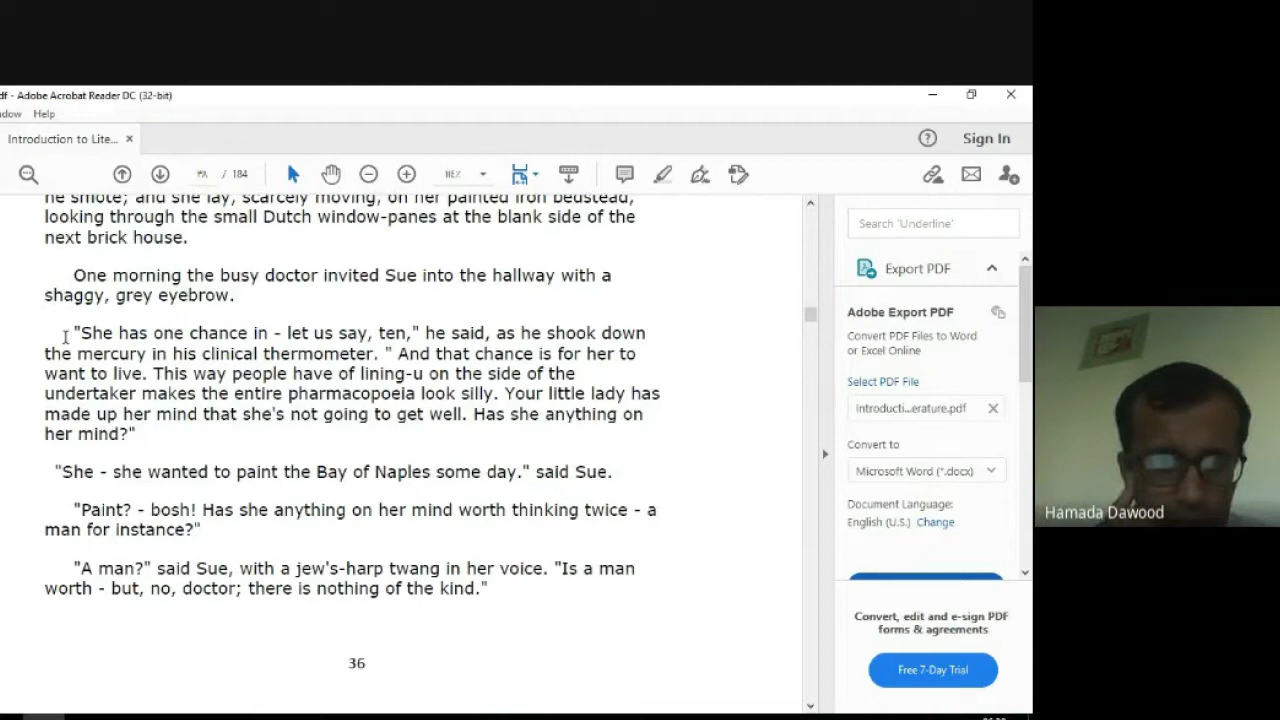 df - Adobe Acrobat Reader DC (32-bit)
dow Help
Introduction to Lite...
Sign In
٣٨ / 184
١٤٣٪
he smote; and she lay, scarcely moving, on her painted iron bedstead,
looking through the small Dutch window-panes at the blank side of the
next brick house.
One morning the busy doctor invited Sue into the hallway with a
shaggy, grey eyebrow.
"She has one chance in - let us say, ten," he said, as he shook down
the mercury in his clinical thermometer. " And that chance is for her to
want to live. This way people have of lining-u on the side of the
undertaker makes the entire pharmacopoeia look silly. Your little lady has
made up her mind that she's not going to get well. Has she anything on
her mind?"
"She - she wanted to paint the Bay of Naples some day." said Sue.
"Paint? - bosh! Has she anything on her mind worth thinking twice - a
man for instance?"
"A man?" said Sue, with a jew's-harp twang in her voice. "Is a man
worth - but, no, doctor; there is nothing of the kind."
36
Search 'Underline'
Export PDF
Adobe Export PDF
Convert PDF Files to Word
or Excel Online
Select PDF File
Introducti...erature.pdf
Convert to
Microsoft Word (*.docx)
Document Language:
English (U.S.) Change
Convert, edit and e-sign PDF
forms & agreements
Free 7-Day Trial
Hamada Dawood